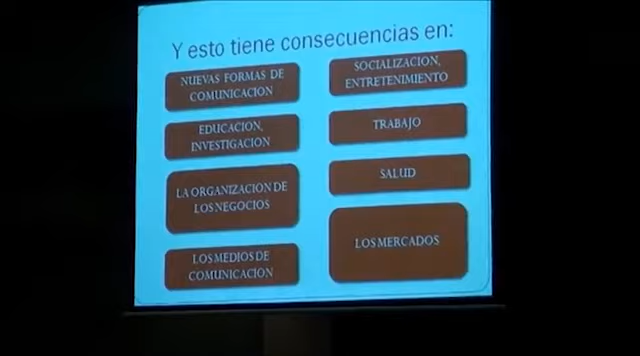 Y esto tiene consecuencias en:
NUEVAS FORMAS DE
COMUNICACION
EDUCACION,
INVESTIGACION
LA ORGANIZACION DE
LOS NEGOCIOS
LOS MEDIOS DE
COMUNICACION
SOCIALIZACION,
ENTRETENIMIENTO
TRABAJO
SALUD
LOS MERCADOS